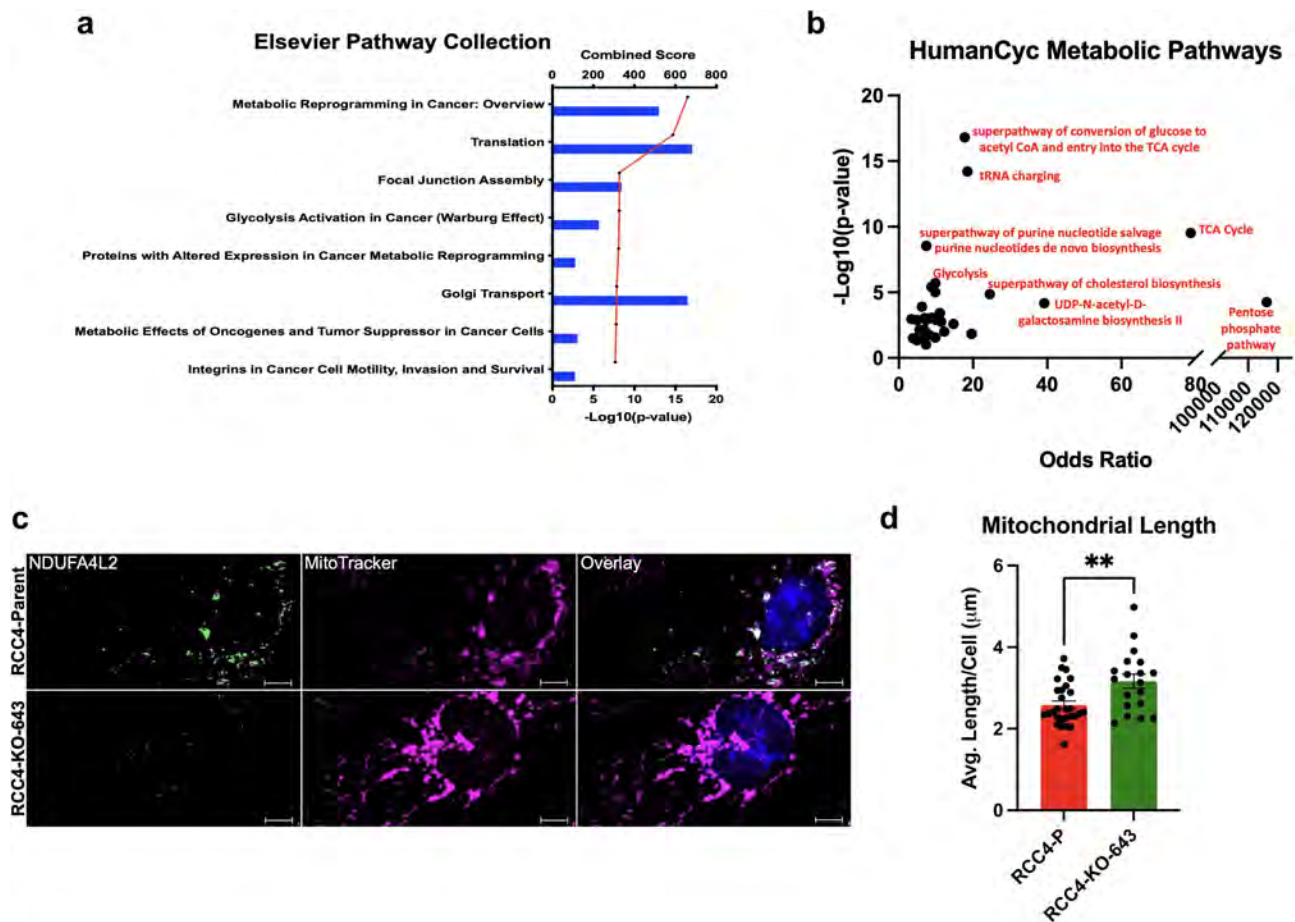 a
Elsevier Pathway Collection
Combined Score
0 200 400 600 800
Metabolic Reprogramming in Cancer: Overview
Translation
Focal Junction Assembly
Glycolysis Activation in Cancer (Warburg Effect)
Proteins with Altered Expression in Cancer Metabolic Reprogramming
Golgi Transport
Metabolic Effects of Oncogenes and Tumor Suppressor in Cancer Cells
Integrins in Cancer Cell Motility, Invasion and Survival
0 5 10 15 20
-Log10(p-value)
b
HumanCyc Metabolic Pathways
20
15
10
5
0
-Log10(p-value)
superpathway of conversion of glucose to
acetyl CoA and entry into the TCA cycle
tRNA charging
superpathway of purine nucleotide salvage
purine nucleotides de novo biosynthesis
TCA Cycle
Glycolysis
superpathway of cholesterol biosynthesis
UDP-N-acetyl-D-
galactosamine biosynthesis II
Pentose
phosphate
pathway
0 20 40 60 80 100000 110000 120000
Odds Ratio
c
NDUFA4L2 MitoTracker Overlay
RCC4-Parent
RCC4-KO-643
d
Mitochondrial Length
**
6
4
2
0
Avg. Length/Cell (μm)
RCC4-P
RCC4-KO-643